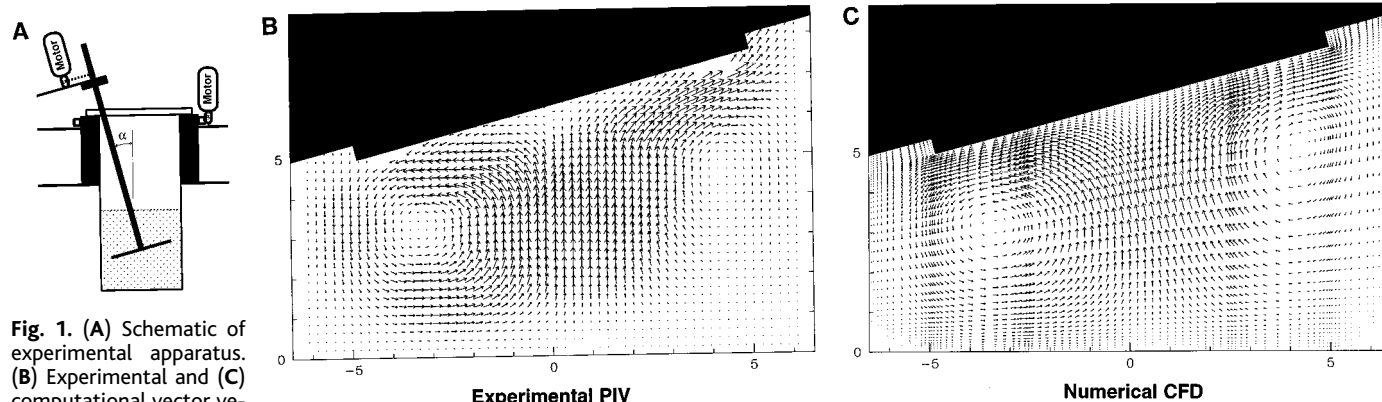 A
Motor
Motor
α
B
5
0
−5
0
5
Experimental PIV
C
5
0
−5
0
5
Numerical CFD
Fig. 1. (A) Schematic of
experimental apparatus.
(B) Experimental and (C)
computational vector ve-